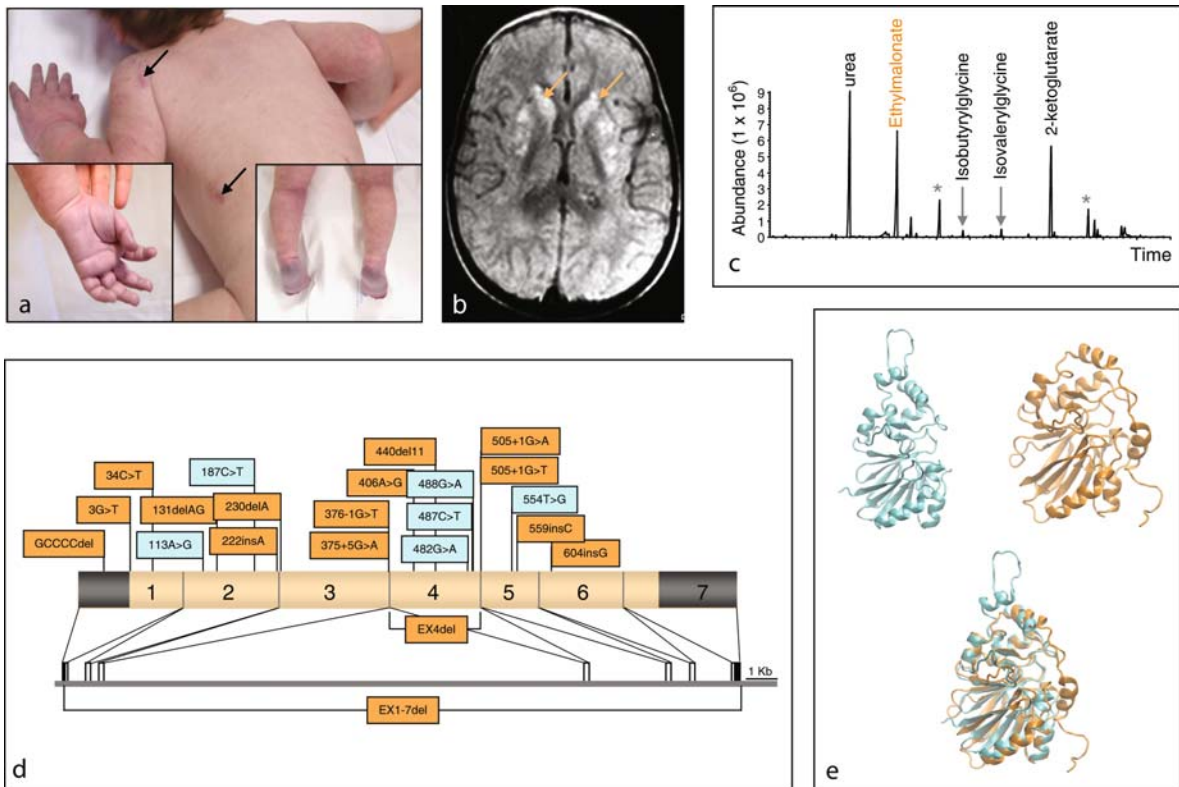 a
b
urea
Ethylmalonate
*
Isobutyrylglycine
Isovalerylglycine
2-ketoglutarate
*
Abundance (1 x 10⁶)
9
8
7
6
5
4
3
2
1
0
Time
c
440del11
505+1G>A
187C>T
406A>G
488G>A
505+1G>T
34C>T
131delAG
230delA
376-1G>T
487C>T
554T>G
3G>T
559insC
GCCCCdel
113A>G
222insA
375+5G>A
482G>A
604insG
1 2 3 4 5 6 7
EX4del
1 Kb
EX1-7del
d
e